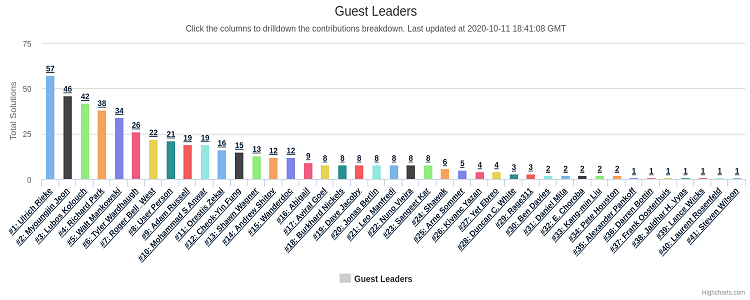 Guest Leaders
Click the columns to drilldown the contributions breakdown. Last updated at 2020-10-11 18:41:08 GMT
Total Solutions
75
50
25
0
57
46
42
38
34
26
22
21
19
19
16
15
13
12
12
9
8
8
8
8
8
8
8
6
5
4
4
3
3
2
2
2
2
2
1
1
1
1
1
1
1
#1: Ulrich Rieke
#2: Myoungjin Jeon
#3: Lubos Kolouch
#4: Richard Park
#5: Walt Mankowski
#6: Tyler Wardhaugh
#7: Roger Bell_West
#8: User Person
#9: Adam Russell
#10: Mohammad S Anwar
#11: Operotis Zekai
#12: Cheok-Yin Fung
#13: Shawn Wagner
#14: Andrew Shitov
#15: Wanderdoc
#16: Abigail
#17: Avital Goel
#18: Burkhard Nickels
#19: Dave Jacoby
#20: Jonas Berlin
#21: Leo Manfredi
#22: Nuno Vieira
#23: Sangeet Kar
#24: Shawak
#25: Arne Sommer
#26: Kivanc Yazan
#27: Yet Ebreo
#28: Duncan C. White
#29: Rage311
#30: Ben Davies
#31: Daniel Mita
#32: E. Choroba
#33: Kang-min Liu
#34: Pete Houston
#35: Alexander Pankoff
#36: Darren Bottin
#37: Frank Oosterhuis
#38: Jaldhar H. Vyas
#39: Lance Wicks
#40: Laurent Rosenfeld
#41: Steven Wilson
Guest Leaders
Highcharts.com